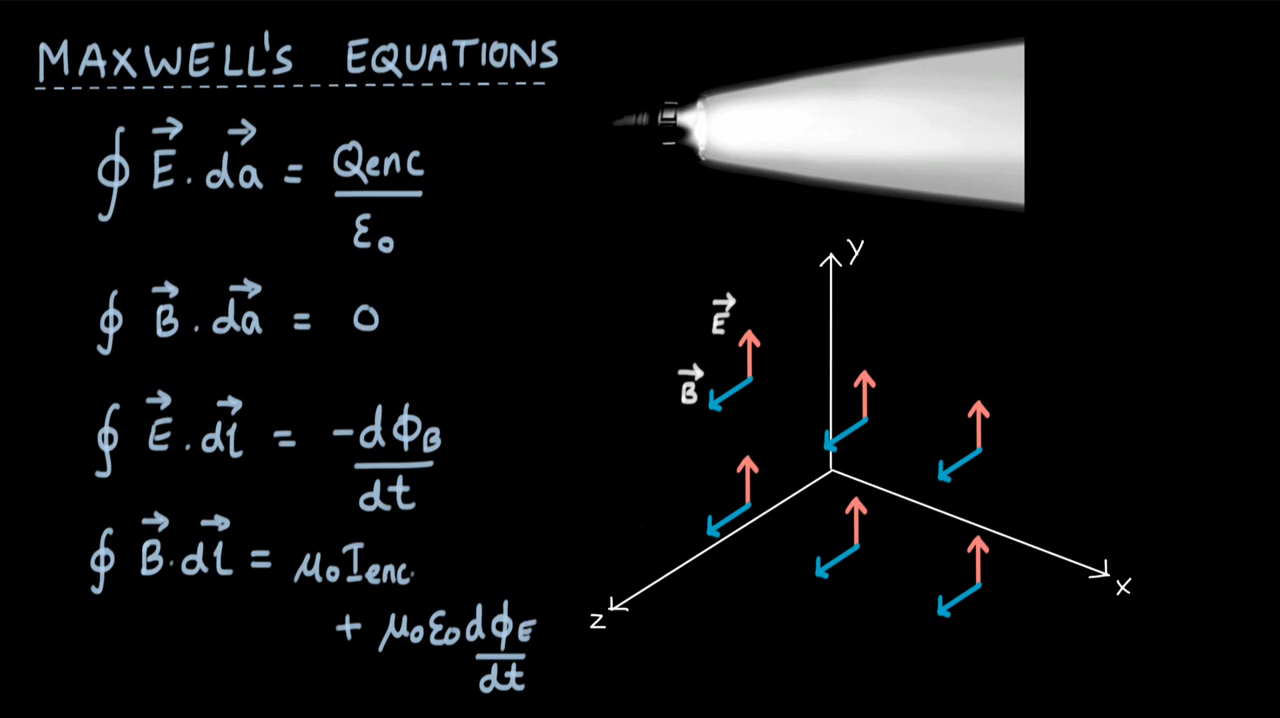 MAXWELL'S EQUATIONS
∮ E⃗ . da⃗ = Qenc / ε₀
∮ B⃗ . da⃗ = 0
∮ E⃗ . dl⃗ = -dϕB / dt
∮ B⃗ . dl⃗ = μ₀Ienc.
+ μ₀ε₀ dϕE / dt
y
E⃗
B⃗
x
z